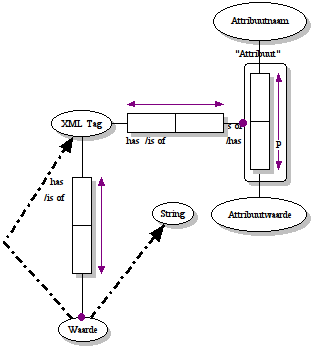 Attribuutnaam
"Attribuut"
XML Tag
s of
has /is of
/has
p
has
/is of
String
Attribuutwaarde
Waarde